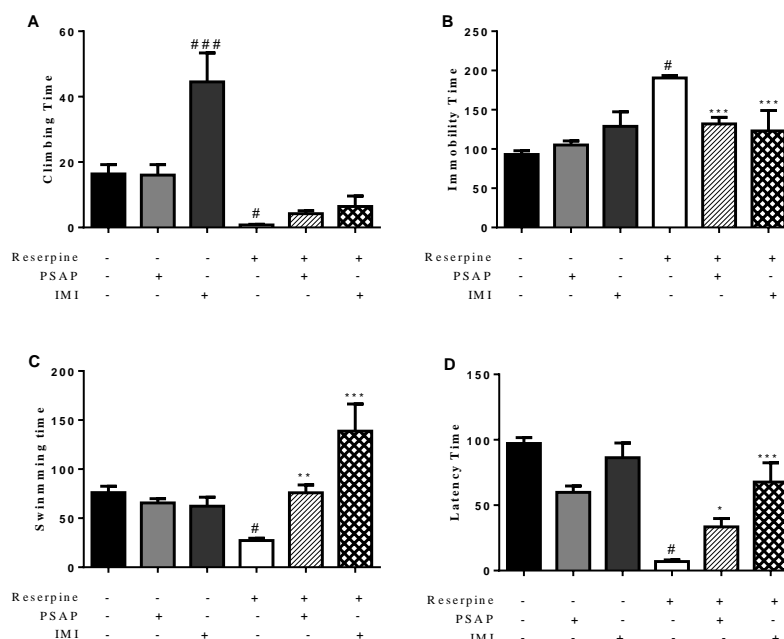 A
60
###
40
Climbing Time
20
#
0
Reserpine - - - + + +
PSAP - + - - + -
IMI - - + - - +
B
250
#
200
***
***
150
Immobility Time
100
50
0
Reserpine - - - + + +
PSAP - + - - + -
IMI - - + - - +
C
200
***
150
Swinmming time
**
100
50
#
0
Reserpine - - - + + +
PSAP - + - - + -
IMI - - + - - +
D
150
100
***
Latency Time
50
*
#
0
Reserpine - - - + + +
PSAP - + - - + -
IMI - - + - - +